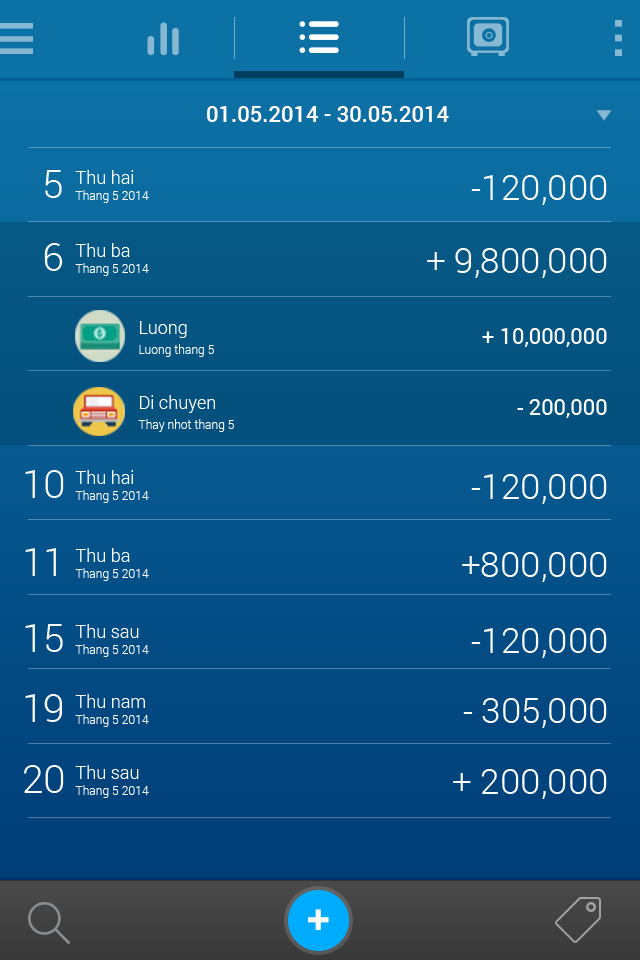 01.05.2014 - 30.05.2014
5 Thu hai -120,000
Thang 5 2014
6 Thu ba + 9,800,000
Thang 5 2014
Luong + 10,000,000
Luong thang 5
Di chuyen - 200,000
Thay nhot thang 5
10 Thu hai -120,000
Thang 5 2014
11 Thu ba +800,000
Thang 5 2014
15 Thu sau -120,000
Thang 5 2014
19 Thu nam - 305,000
Thang 5 2014
20 Thu sau + 200,000
Thang 5 2014